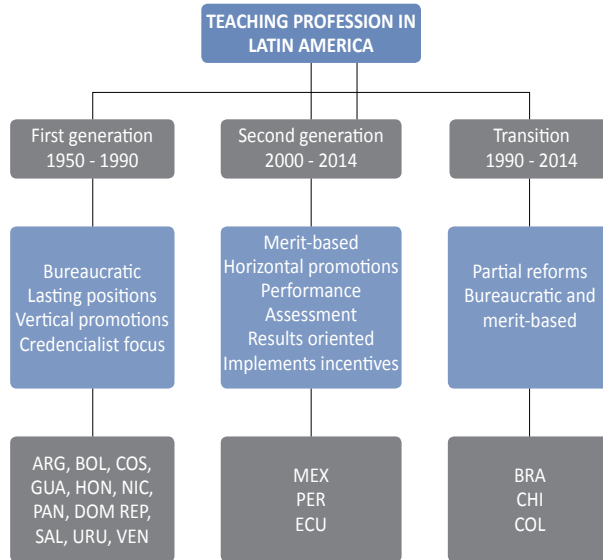 TEACHING PROFESSION IN
LATIN AMERICA
First generation
1950 - 1990
Second generation
2000 - 2014
Transition
1990 - 2014
Bureaucratic
Lasting positions
Vertical promotions
Credencialist focus
Merit-based
Horizontal promotions
Performance
Assessment
Results oriented
Implements incentives
Partial reforms
Bureaucratic and
merit-based
ARG, BOL, COS,
GUA, HON, NIC,
PAN, DOM REP,
SAL, URU, VEN
MEX
PER
ECU
BRA
CHI
COL